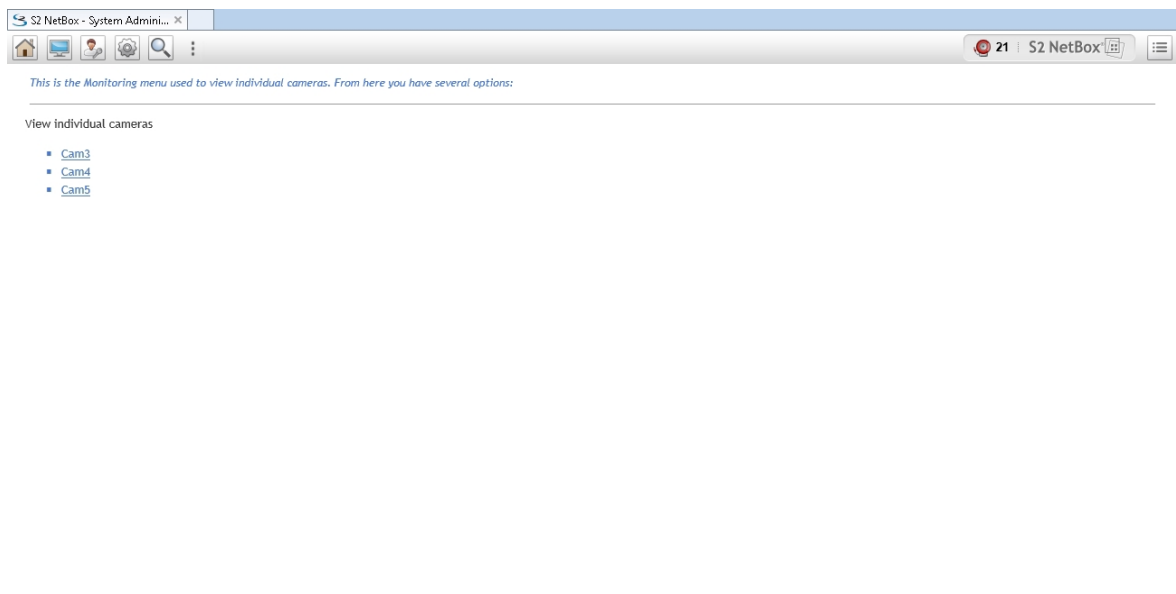 S2 NetBox - System Admini...
21 S2 NetBox
This is the Monitoring menu used to view individual cameras. From here you have several options:
View individual cameras
Cam3
Cam4
Cam5